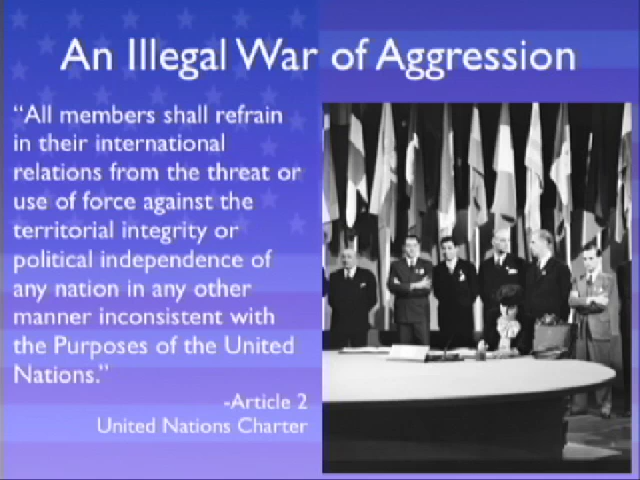 An Illegal War of Aggression
“All members shall refrain
in their international
relations from the threat or
use of force against the
territorial integrity or
political independence of
any nation in any other
manner inconsistent with
the Purposes of the United
Nations.”
-Article 2
United Nations Charter